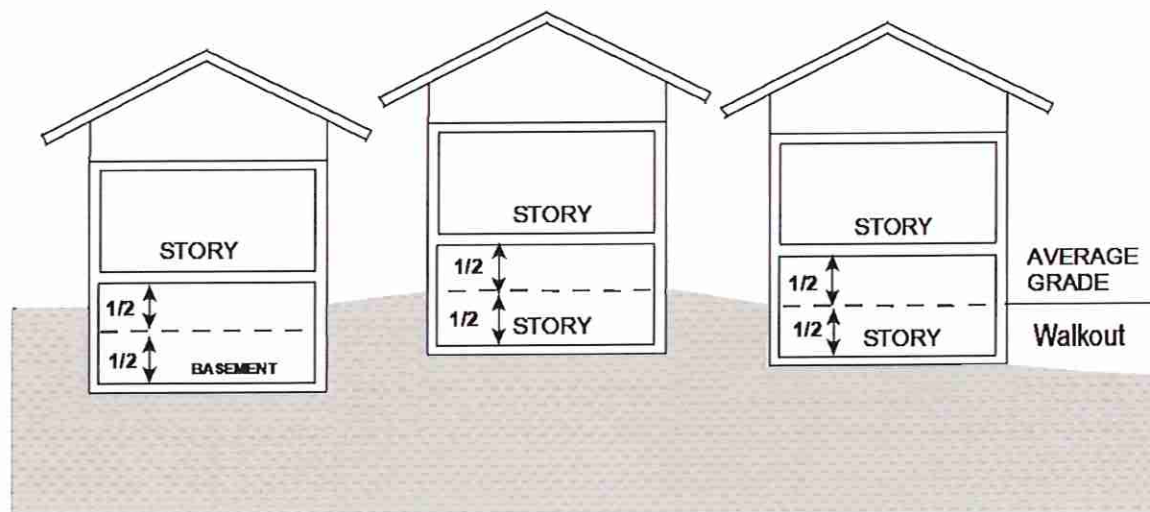 STORY
1/2
1/2
BASEMENT
STORY
1/2
1/2
STORY
STORY
1/2
1/2
STORY
AVERAGE
GRADE
Walkout